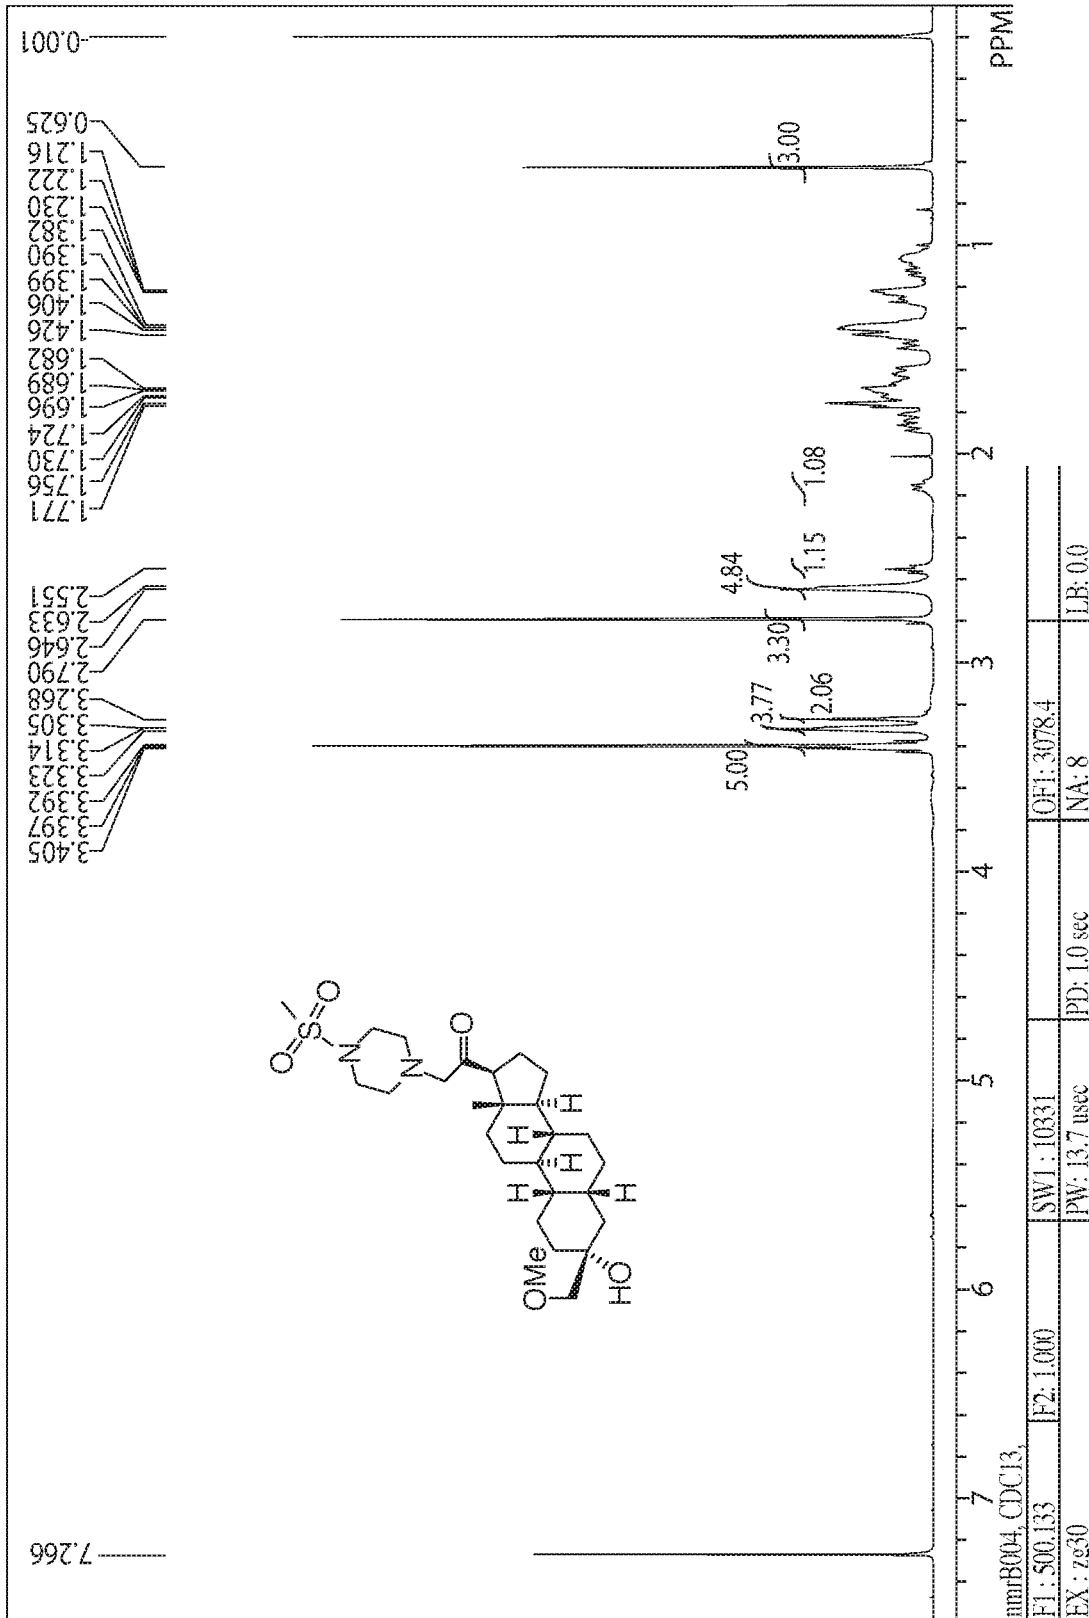 7.266
3.405
3.397
3.392
3.323
3.314
3.305
3.268
2.790
2.646
2.633
2.551
1.771
1.756
1.730
1.724
1.696
1.689
1.682
1.426
1.406
1.399
1.390
1.382
1.230
1.222
1.216
0.625
-0.001
OMe
HO
H
H
H
H
H
O
N
N
O
S
O
5.00
3.77
2.06
3.30
4.84
1.15
1.08
3.00
7
6
5
4
3
2
1
PPM
nmrB004, CDCl3,
F1 : 500.133 F2: 1.000 SW1 : 10331 OF1: 3078.4
EX : zg30 PW: 13.7 usec PD: 1.0 sec NA: 8 LB: 0.0